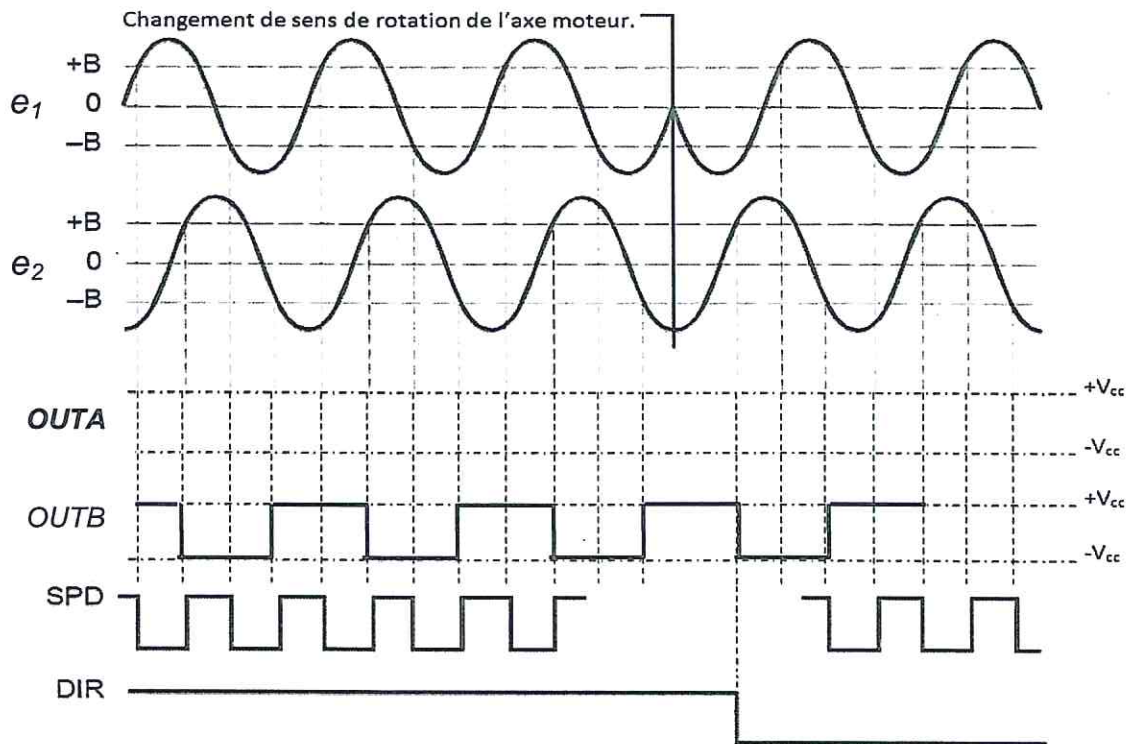 Changement de sens de rotation de l'axe moteur.
+B
e1 0
–B
+B
e2 0
–B
+Vcc
OUTA
-Vcc
+Vcc
OUTB
-Vcc
SPD
DIR